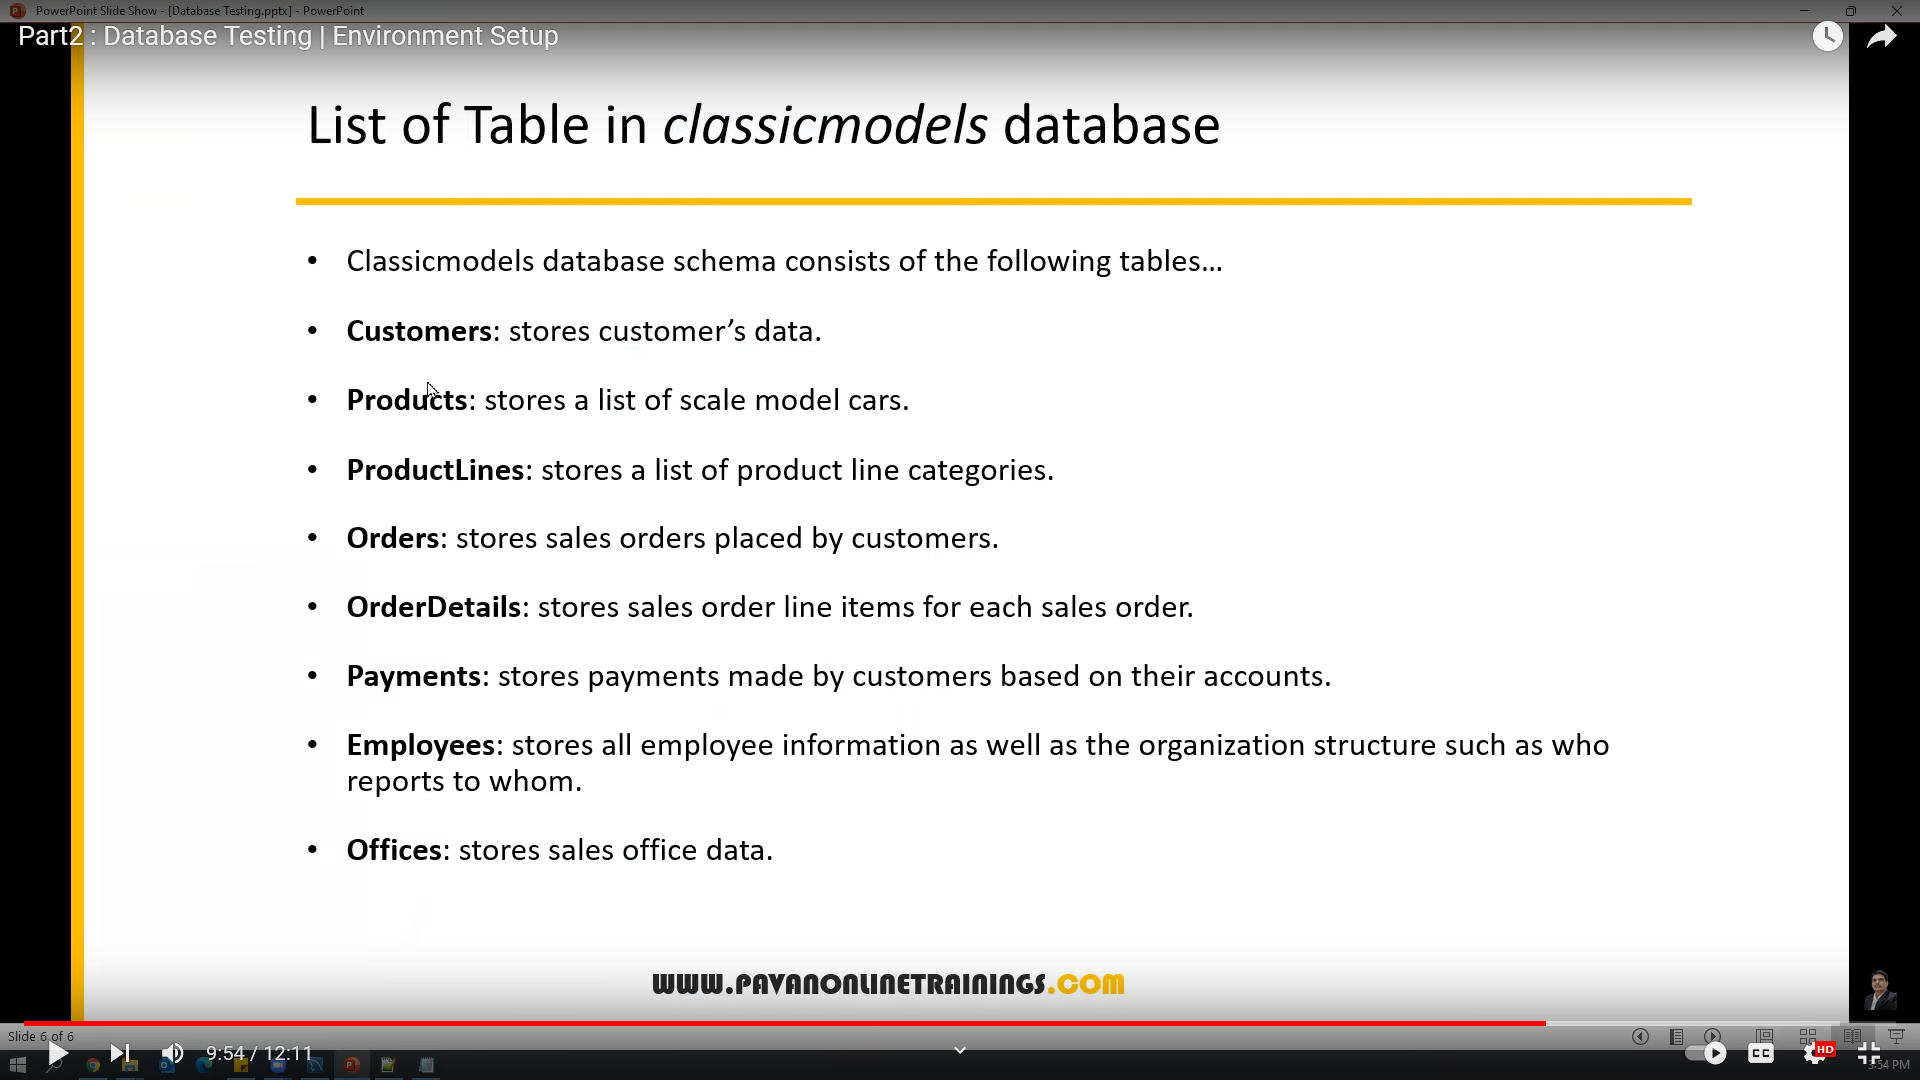 PowerPoint Slide Show - [Database Testing.pptx] - PowerPoint
Part2 : Database Testing | Environment Setup
List of Table in classicmodels database
• Classicmodels database schema consists of the following tables...
• Customers: stores customer’s data.
• Products: stores a list of scale model cars.
• ProductLines: stores a list of product line categories.
• Orders: stores sales orders placed by customers.
• OrderDetails: stores sales order line items for each sales order.
• Payments: stores payments made by customers based on their accounts.
• Employees: stores all employee information as well as the organization structure such as who
reports to whom.
• Offices: stores sales office data.
WWW.PAVANONLINETRAININGS.COM
Slide 6 of 6
9:54 / 12:11
CC
HD
3:54 PM